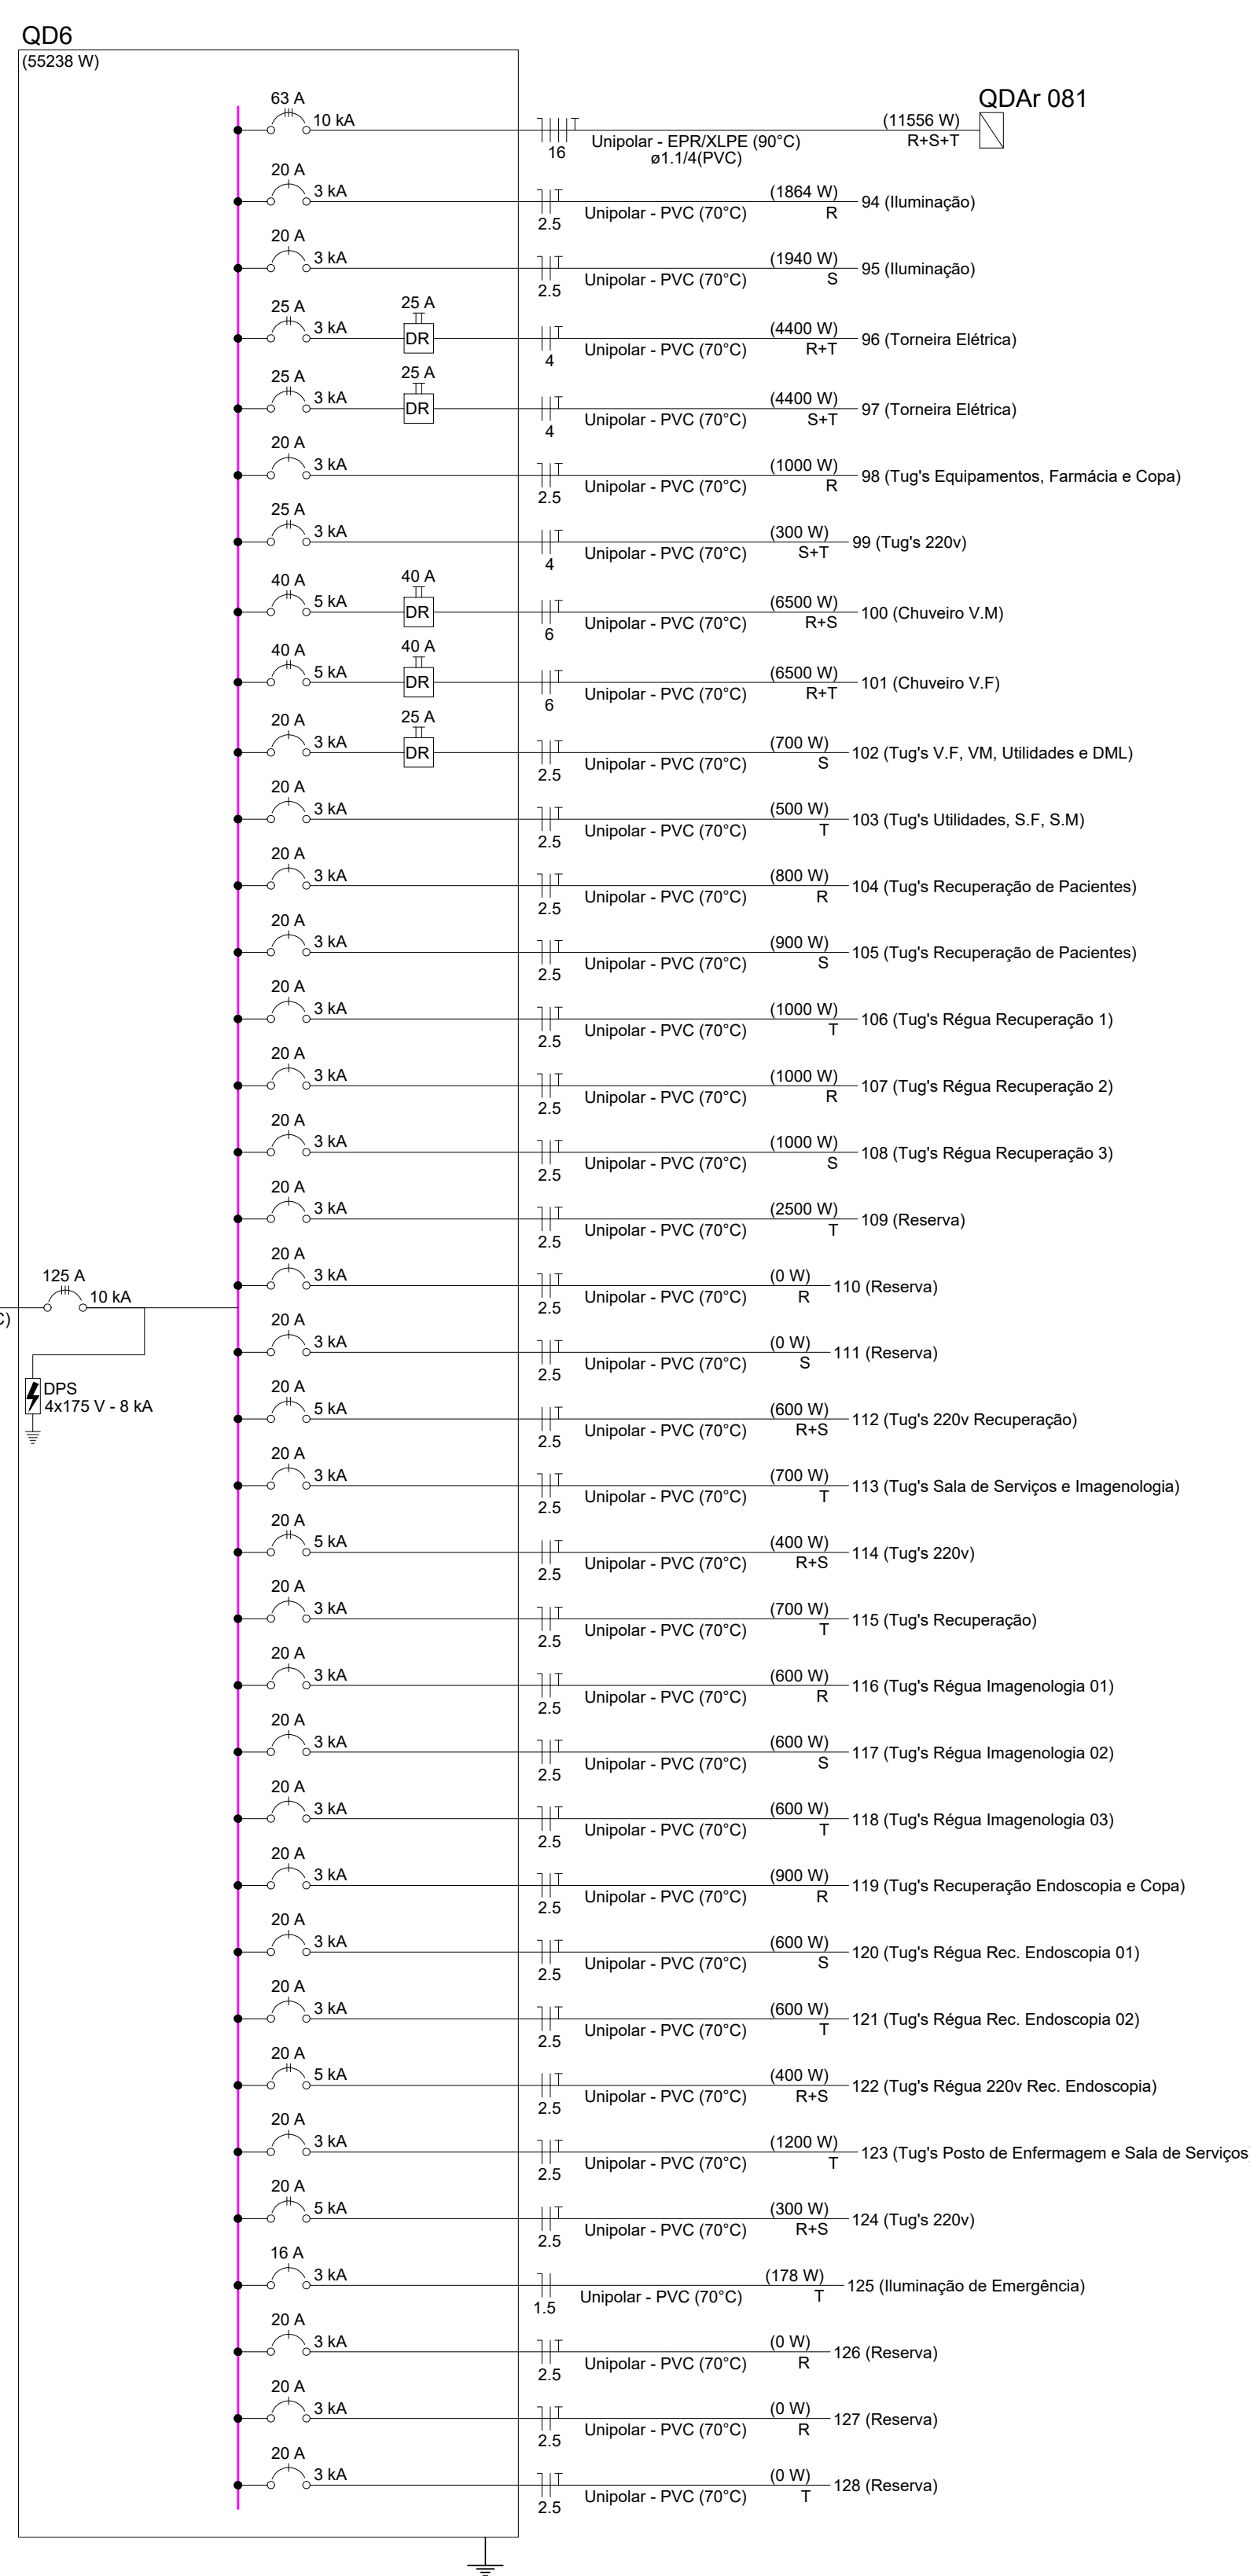 QD6
(55238 W)
QDAr 081
63 A
10 kA
16
Unipolar - EPR/XLPE (90°C)
ø1.1/4(PVC)
(11556 W)
R+S+T
20 A
3 kA
2.5
Unipolar - PVC (70°C)
(1864 W)
R
94 (Iluminação)
20 A
3 kA
2.5
Unipolar - PVC (70°C)
(1940 W)
S
95 (Iluminação)
25 A
3 kA
25 A
DR
4
Unipolar - PVC (70°C)
(4400 W)
R+T
96 (Torneira Elétrica)
25 A
3 kA
25 A
DR
4
Unipolar - PVC (70°C)
(4400 W)
S+T
97 (Torneira Elétrica)
20 A
3 kA
2.5
Unipolar - PVC (70°C)
(1000 W)
R
98 (Tug's Equipamentos, Farmácia e Copa)
25 A
3 kA
4
Unipolar - PVC (70°C)
(300 W)
S+T
99 (Tug's 220v)
40 A
5 kA
40 A
DR
6
Unipolar - PVC (70°C)
(6500 W)
R+S
100 (Chuveiro V.M)
40 A
5 kA
40 A
DR
6
Unipolar - PVC (70°C)
(6500 W)
R+T
101 (Chuveiro V.F)
20 A
3 kA
25 A
DR
2.5
Unipolar - PVC (70°C)
(700 W)
S
102 (Tug's V.F, VM, Utilidades e DML)
20 A
3 kA
2.5
Unipolar - PVC (70°C)
(500 W)
T
103 (Tug's Utilidades, S.F, S.M)
20 A
3 kA
2.5
Unipolar - PVC (70°C)
(800 W)
R
104 (Tug's Recuperação de Pacientes)
20 A
3 kA
2.5
Unipolar - PVC (70°C)
(900 W)
S
105 (Tug's Recuperação de Pacientes)
20 A
3 kA
2.5
Unipolar - PVC (70°C)
(1000 W)
T
106 (Tug's Régua Recuperação 1)
20 A
3 kA
2.5
Unipolar - PVC (70°C)
(1000 W)
R
107 (Tug's Régua Recuperação 2)
20 A
3 kA
2.5
Unipolar - PVC (70°C)
(1000 W)
S
108 (Tug's Régua Recuperação 3)
20 A
3 kA
2.5
Unipolar - PVC (70°C)
(2500 W)
T
109 (Reserva)
20 A
3 kA
2.5
Unipolar - PVC (70°C)
(0 W)
R
110 (Reserva)
125 A
10 kA
C)
DPS
4x175 V - 8 kA
20 A
3 kA
2.5
Unipolar - PVC (70°C)
(0 W)
S
111 (Reserva)
20 A
5 kA
2.5
Unipolar - PVC (70°C)
(600 W)
R+S
112 (Tug's 220v Recuperação)
20 A
3 kA
2.5
Unipolar - PVC (70°C)
(700 W)
T
113 (Tug's Sala de Serviços e Imagenologia)
20 A
5 kA
2.5
Unipolar - PVC (70°C)
(400 W)
R+S
114 (Tug's 220v)
20 A
3 kA
2.5
Unipolar - PVC (70°C)
(700 W)
T
115 (Tug's Recuperação)
20 A
3 kA
2.5
Unipolar - PVC (70°C)
(600 W)
R
116 (Tug's Régua Imagenologia 01)
20 A
3 kA
2.5
Unipolar - PVC (70°C)
(600 W)
S
117 (Tug's Régua Imagenologia 02)
20 A
3 kA
2.5
Unipolar - PVC (70°C)
(600 W)
T
118 (Tug's Régua Imagenologia 03)
20 A
3 kA
2.5
Unipolar - PVC (70°C)
(900 W)
R
119 (Tug's Recuperação Endoscopia e Copa)
20 A
3 kA
2.5
Unipolar - PVC (70°C)
(600 W)
S
120 (Tug's Régua Rec. Endoscopia 01)
20 A
3 kA
2.5
Unipolar - PVC (70°C)
(600 W)
T
121 (Tug's Régua Rec. Endoscopia 02)
20 A
5 kA
2.5
Unipolar - PVC (70°C)
(400 W)
R+S
122 (Tug's Régua 220v Rec. Endoscopia)
20 A
3 kA
2.5
Unipolar - PVC (70°C)
(1200 W)
T
123 (Tug's Posto de Enfermagem e Sala de Serviços)
20 A
5 kA
2.5
Unipolar - PVC (70°C)
(300 W)
R+S
124 (Tug's 220v)
16 A
3 kA
1.5
Unipolar - PVC (70°C)
(178 W)
T
125 (Iluminação de Emergência)
20 A
3 kA
2.5
Unipolar - PVC (70°C)
(0 W)
R
126 (Reserva)
20 A
3 kA
2.5
Unipolar - PVC (70°C)
(0 W)
R
127 (Reserva)
20 A
3 kA
2.5
Unipolar - PVC (70°C)
(0 W)
T
128 (Reserva)